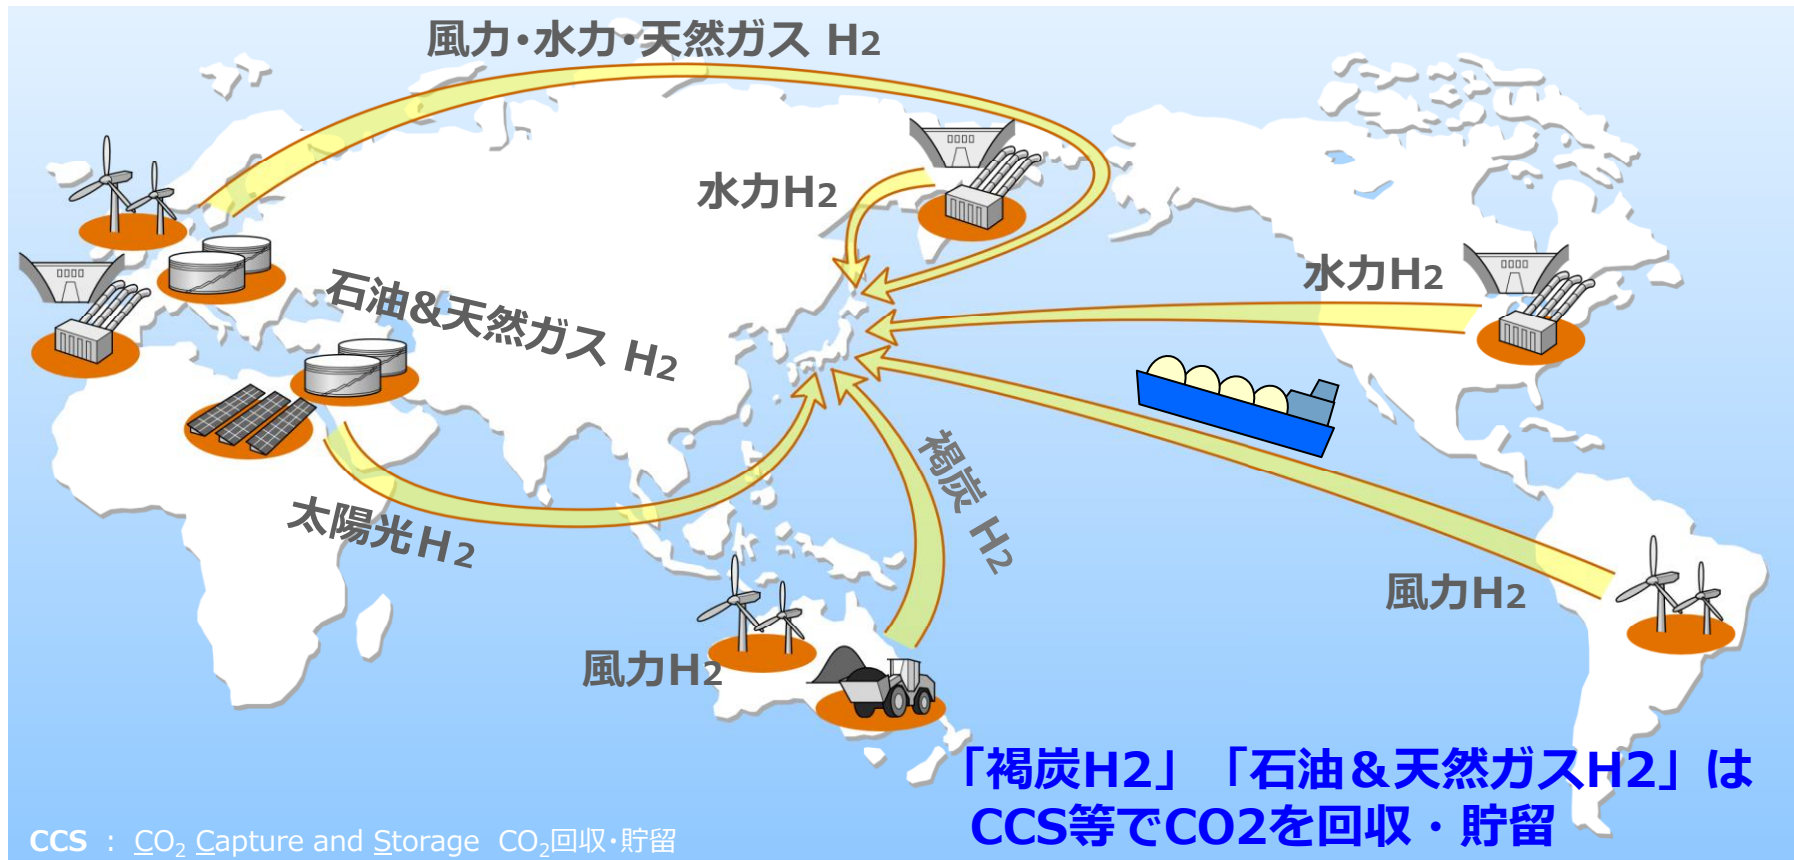 風力・水力・天然ガス H2
水力H2
水力H2
石油&天然ガス H2
褐炭 H2
太陽光H2
風力H2
風力H2
「褐炭H2」「石油&天然ガスH2」は
CCS等でCO2を回収・貯留
CCS : CO₂ Capture and Storage CO₂回収・貯留